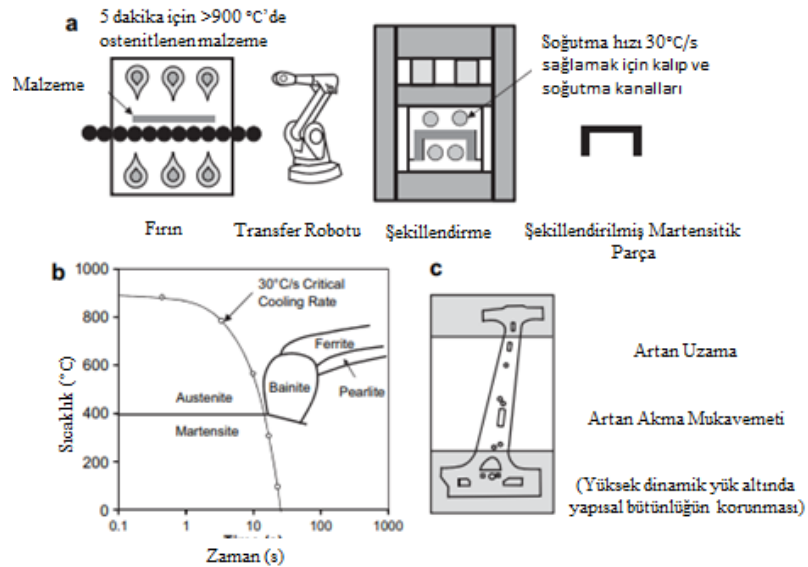 a
5 dakika için >900 °C'de
ostenitlenen malzeme
Malzeme
Soğutma hızı 30°C/s
sağlamak için kalıp ve
soğutma kanalları
Fırın
Transfer Robotu
Şekillendirme
Şekillendirilmiş Martensitik
Parça
b
1000
800
600
400
200
0
Sıcaklık (°C)
30°C/s Critical
Cooling Rate
Ferrite
Bainite
Pearlite
Austenite
Martensite
0.1
1
10
100
1000
Zaman (s)
c
Artan Uzama
Artan Akma Mukavemeti
(Yüksek dinamik yük altında
yapısal bütünlüğün korunması)